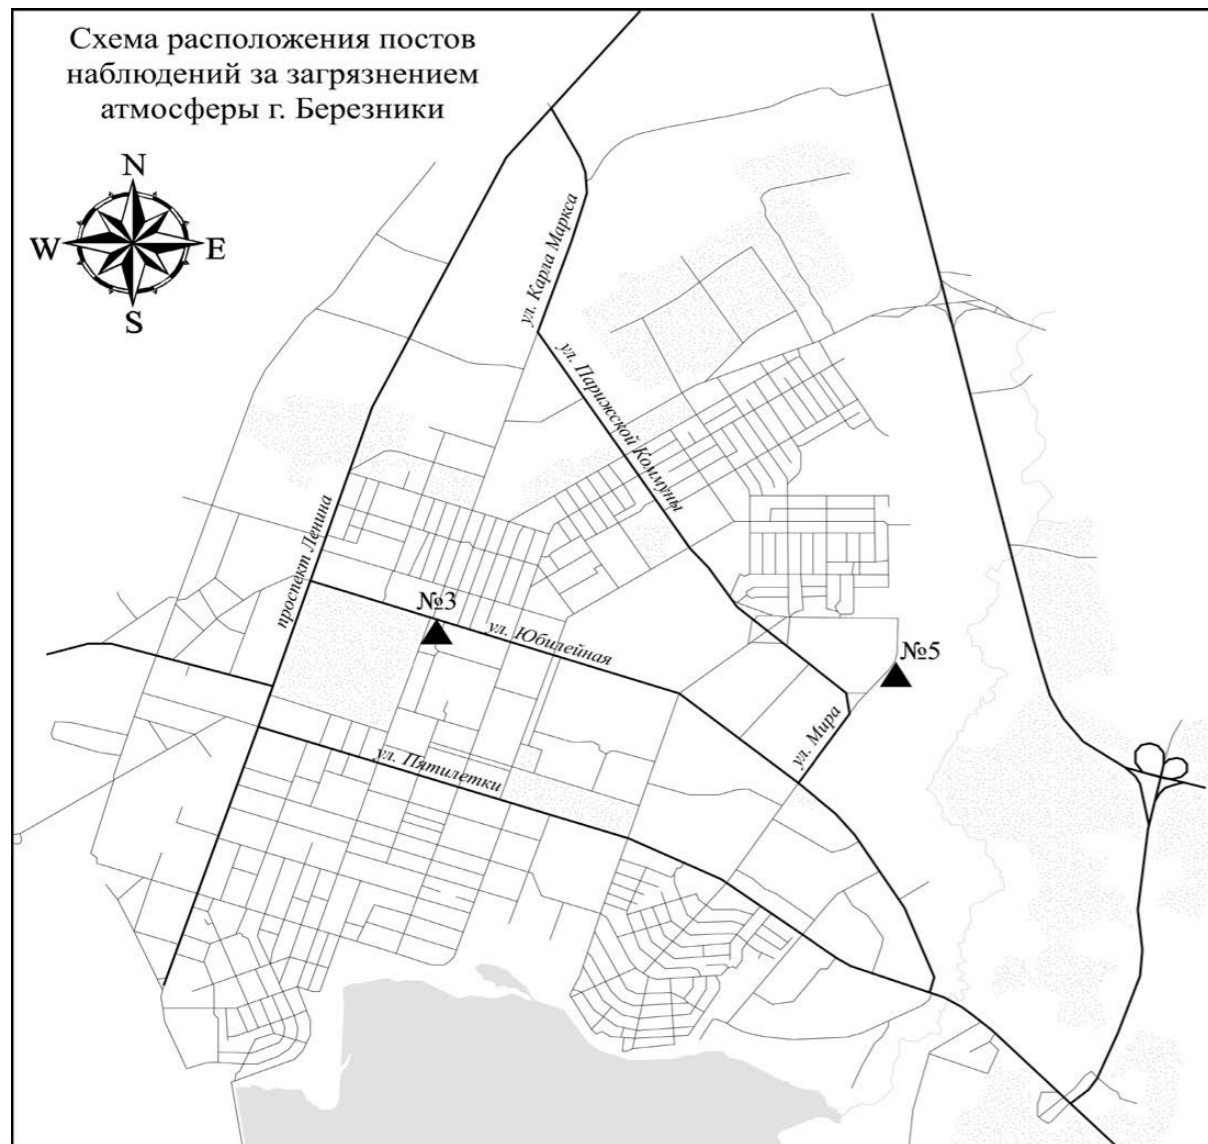 Схема расположения постов
наблюдений за загрязнением
атмосферы г. Березники
N
W
E
S
ул. Карла Маркса
ул. Парижской Коммуны
проспект Ленина
№3
ул. Юбилейная
№5
ул. Мира
ул. Пятилетки